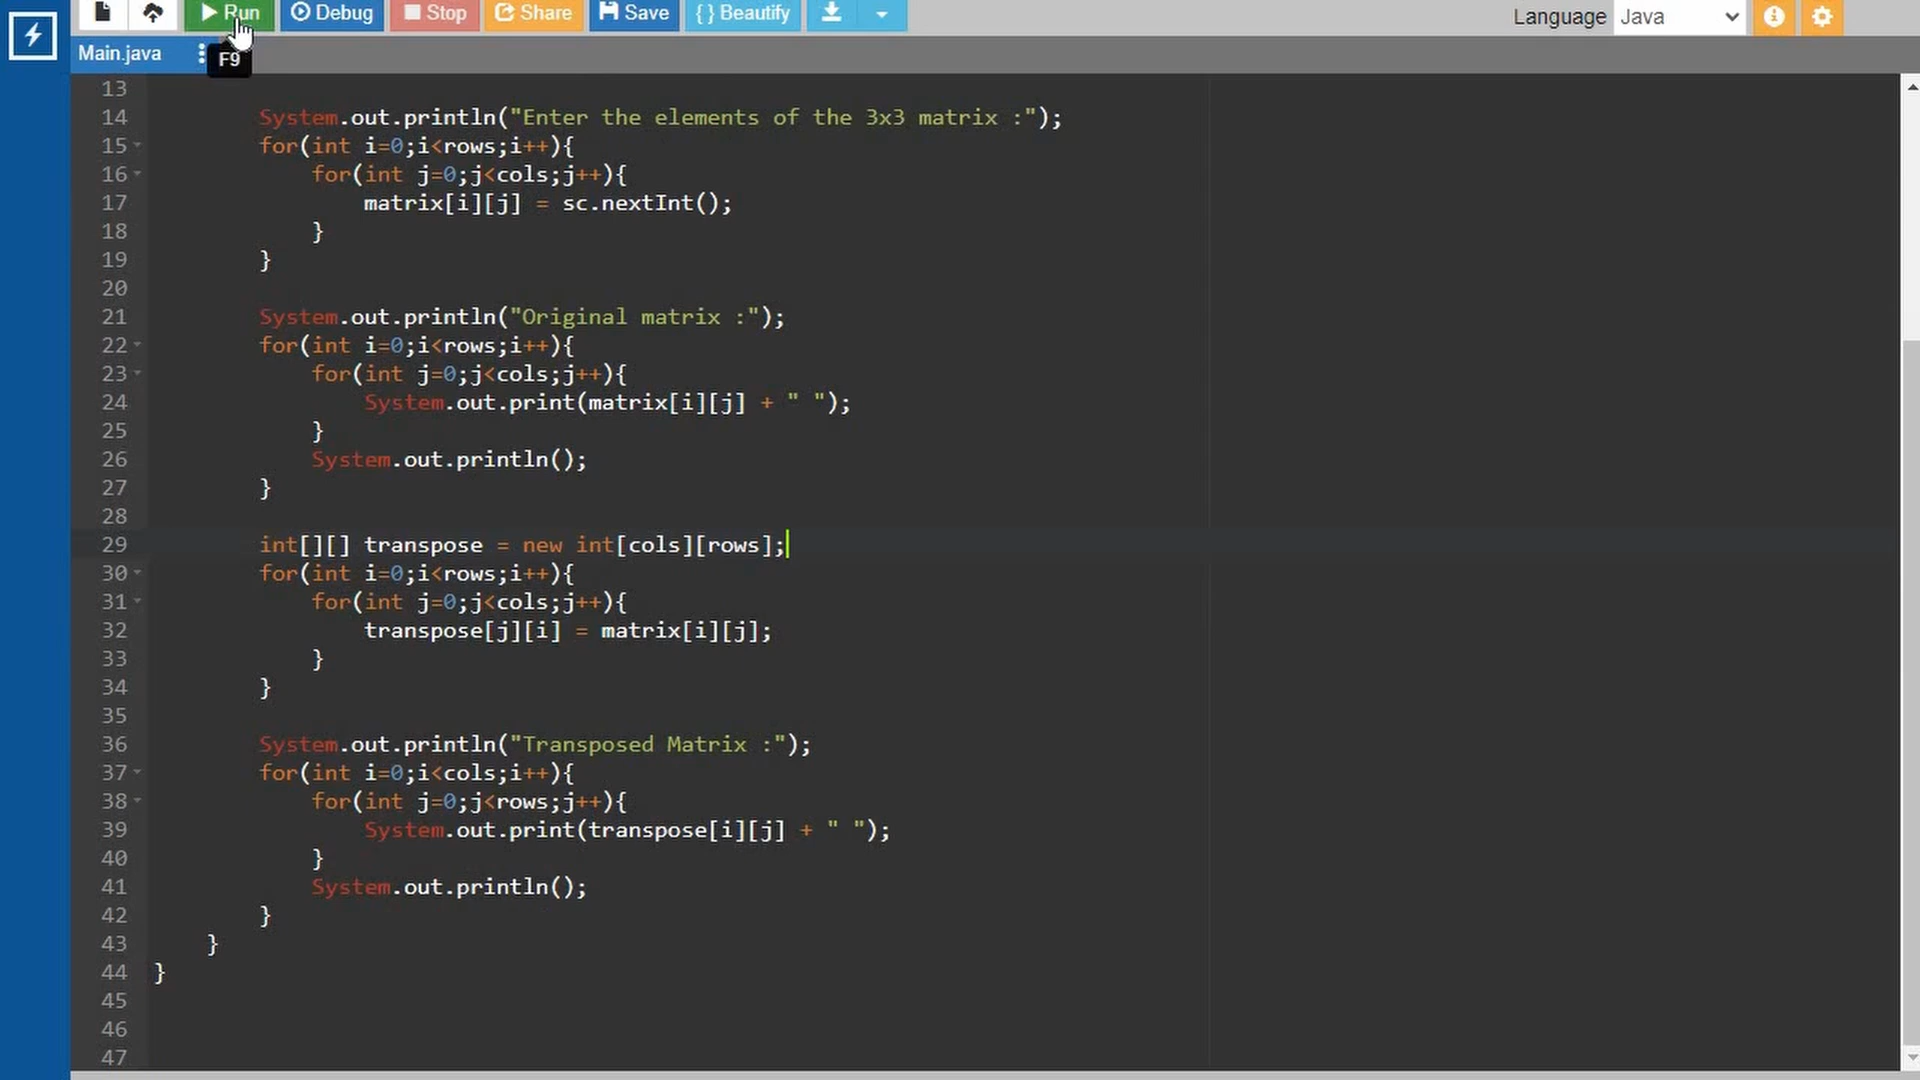 Run Debug Stop Share Save { } Beautify Language Java
Main.java F9
13
14 System.out.println("Enter the elements of the 3x3 matrix :");
15 for(int i=0;i<rows;i++){
16 for(int j=0;j<cols;j++){
17 matrix[i][j] = sc.nextInt();
18 }
19 }
20
21 System.out.println("Original matrix :");
22 for(int i=0;i<rows;i++){
23 for(int j=0;j<cols;j++){
24 System.out.print(matrix[i][j] + " ");
25 }
26 System.out.println();
27 }
28
29 int[][] transpose = new int[cols][rows];
30 for(int i=0;i<rows;i++){
31 for(int j=0;j<cols;j++){
32 transpose[j][i] = matrix[i][j];
33 }
34 }
35
36 System.out.println("Transposed Matrix :");
37 for(int i=0;i<cols;i++){
38 for(int j=0;j<rows;j++){
39 System.out.print(transpose[i][j] + " ");
40 }
41 System.out.println();
42 }
43 }
44 }
45
46
47